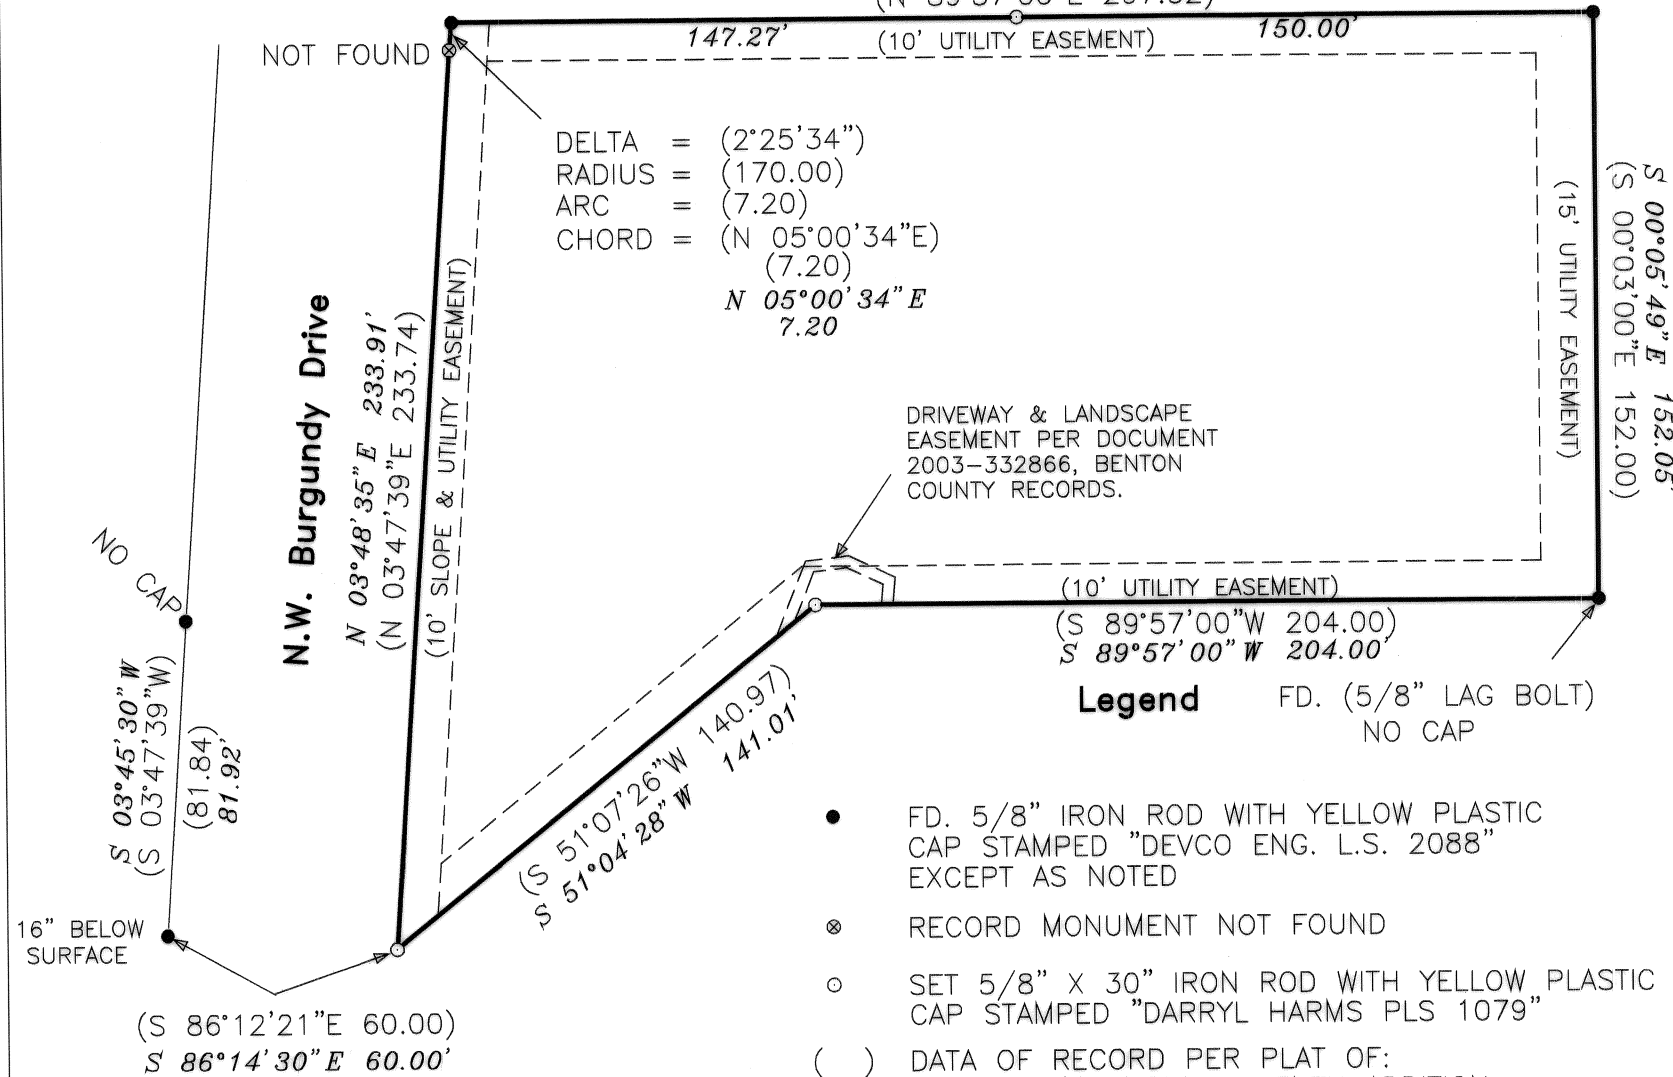 147.27'
(10' UTILITY EASEMENT)
150.00'
NOT FOUND
DELTA = (2°25'34")
RADIUS = (170.00)
ARC = (7.20)
CHORD = (N 05°00'34"E)
(7.20)
N 05°00'34"E
7.20
N.W. Burgundy Drive
N 03°48'35"E 233.91'
(N 03°47'39"E 233.74)
(10' SLOPE & UTILITY EASEMENT)
(15' UTILITY EASEMENT)
S 00°05'49"E 152.05'
(S 00°03'00"E 152.00)
DRIVEWAY & LANDSCAPE
EASEMENT PER DOCUMENT
2003-332866, BENTON
COUNTY RECORDS.
NO CAP
(10' UTILITY EASEMENT)
(S 89°57'00"W 204.00)
S 89°57'00"W 204.00'
S 03°45'30"W
(S 03°47'39"W)
(81.84)
81.92'
(S 51°07'26"W 140.97)
S 51°04'28"W 141.01'
Legend
FD. (5/8" LAG BOLT)
NO CAP
FD. 5/8" IRON ROD WITH YELLOW PLASTIC
CAP STAMPED "DEVCO ENG. L.S. 2088"
EXCEPT AS NOTED
RECORD MONUMENT NOT FOUND
SET 5/8" X 30" IRON ROD WITH YELLOW PLASTIC
CAP STAMPED "DARRYL HARMS PLS 1079"
( ) DATA OF RECORD PER PLAT OF:
16" BELOW
SURFACE
(S 86°12'21"E 60.00)
S 86°14'30"E 60.00'